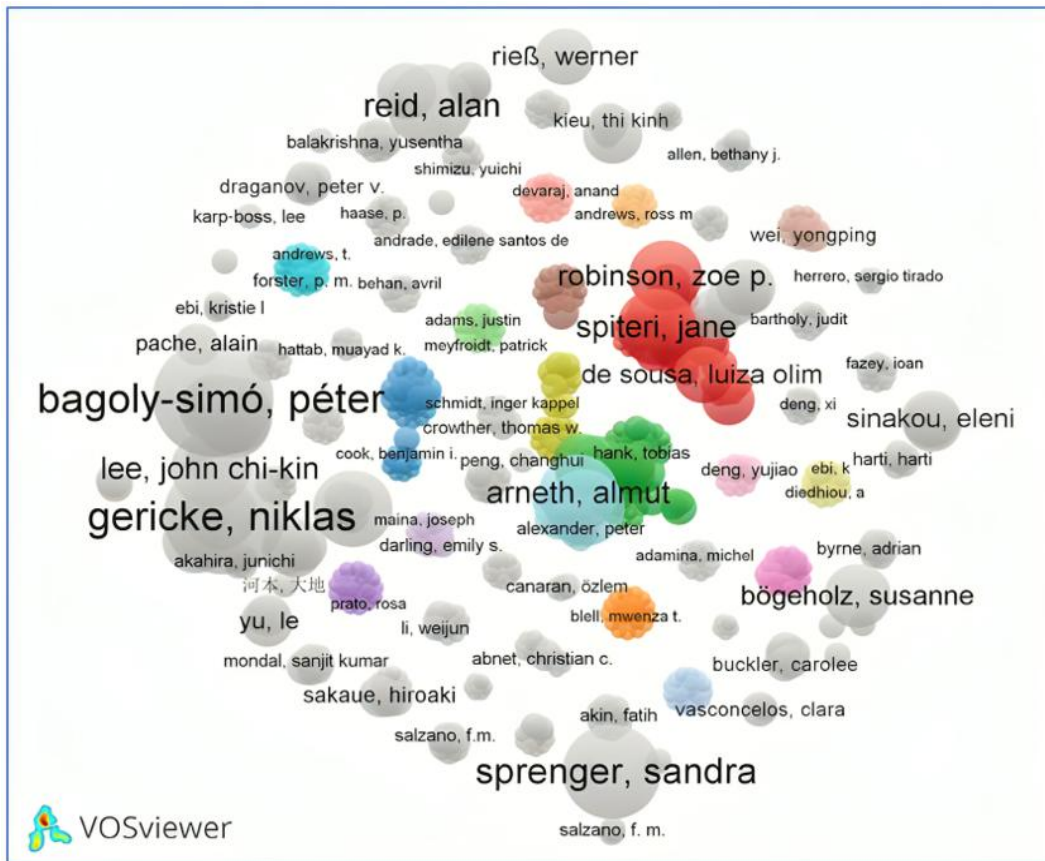 rieß, werner
reid, alan
kieu, thi kinh
balakrishna, yusentha
allen, bethany j.
shimizu, yuichi
draganov, peter v.
devaraj, anand
karp-boss, lee
haase, p.
andrews, ross m
andrade, edilene santos de
wei, yongping
andrews, t.
robinson, zoe p.
herrero, sergio tirado
forster, p. m.
behan, avril
ebi, kristie l
adams, justin
spiteri, jane
bartholy, judit
pache, alain
hattab, muayad k.
meyfroidt, patrick
fazey, ioan
de sousa, luiza olim
bagoly-simó, péter
schmidt, inger kappel
deng, xi
sinakou, eleni
crowther, thomas w.
cook, benjamin i.
hank, tobias
peng, changhui
harti, harti
lee, john chi-kin
deng, yujiao
ebi, k
diedhiou, a
arneth, almut
gericke, niklas
maina, joseph
alexander, peter
darling, emily s.
akahira, junichi
adamina, michel
byrne, adrian
河本, 大地
canaran, özlem
prato, rosa
bögeholz, susanne
yu, le
li, weijun
blell, mwenza t.
mondal, sanjit kumar
abnet, christian c.
buckler, carolee
sakaue, hiroaki
akin, fatih
vasconcelos, clara
salzano, f.m.
sprenger, sandra
VOSviewer
salzano, f. m.